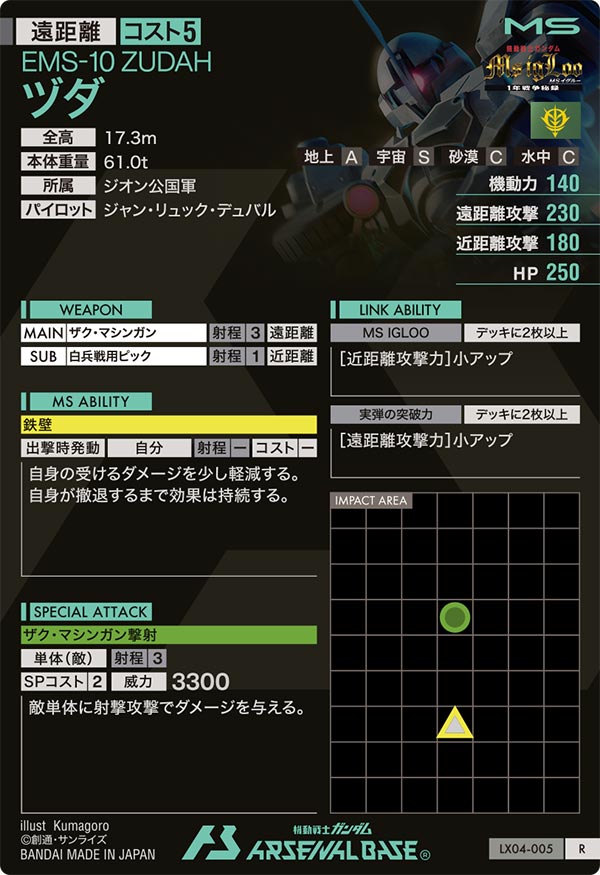 遠距離 コスト5
MS
EMS-10 ZUDAH
ヅダ
機動戦士ガンダム
MS igLoo
MSイグルー
1年戦争秘録
全高 17.3m
本体重量 61.0t
所属 ジオン公国軍
パイロット ジャン・リュック・デュバル
地上 A 宇宙 S 砂漠 C 水中 C
機動力 140
遠距離攻撃 230
近距離攻撃 180
HP 250
WEAPON
MAIN ザク・マシンガン 射程 3 遠距離
SUB 白兵戦用ピック 射程 1 近距離
MS ABILITY
鉄壁
出撃時発動 自分 射程 ー コスト ー
自身の受けるダメージを少し軽減する。
自身が撤退するまで効果は持続する。
SPECIAL ATTACK
ザク・マシンガン撃射
単体(敵) 射程 3
SPコスト 2 威力 3300
敵単体に射撃攻撃でダメージを与える。
LINK ABILITY
MS IGLOO デッキに2枚以上
[近距離攻撃力]小アップ
実弾の突破力 デッキに2枚以上
[遠距離攻撃力]小アップ
IMPACT AREA
illust Kumagoro
©創通・サンライズ
BANDAI MADE IN JAPAN
機動戦士ガンダム
AB ARSENAL BASE ®
LX04-005 R